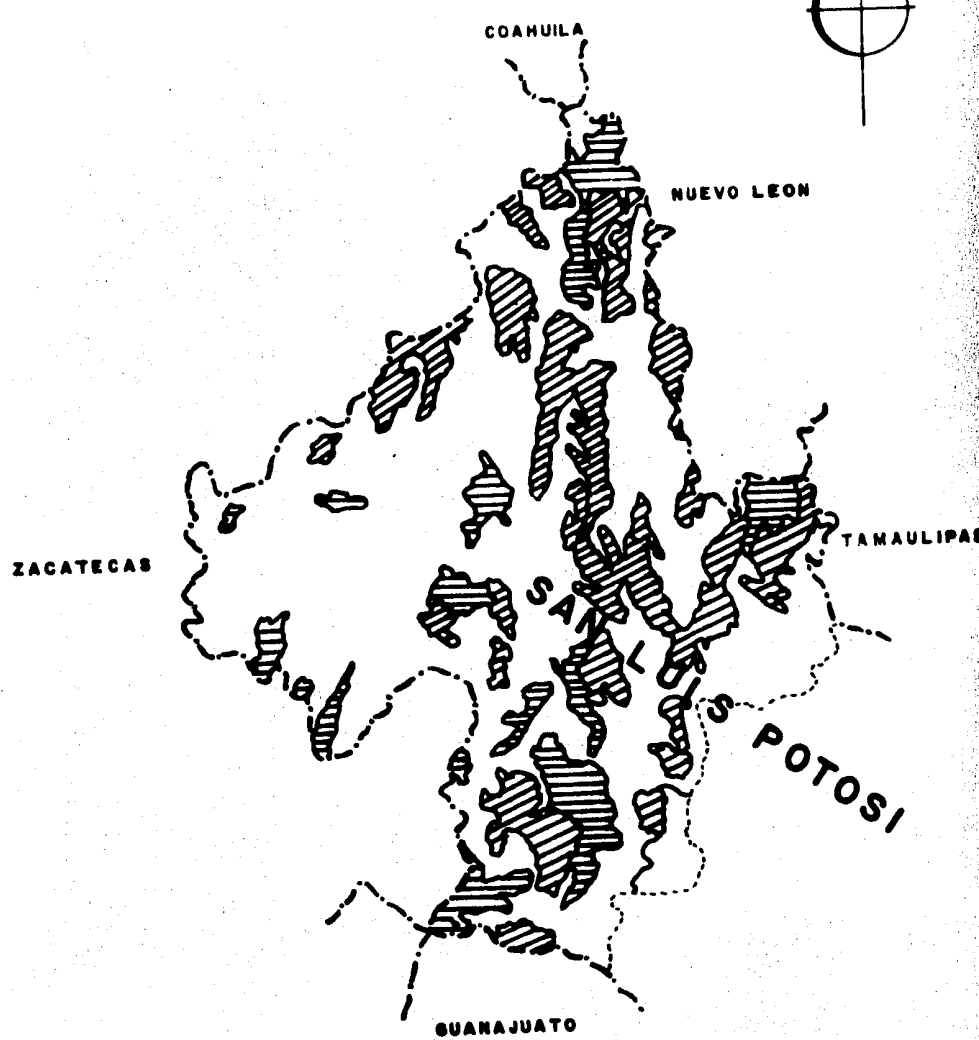 COAHUILA
NUEVO LEON
TAMAULIPAS
ZACATECAS
SAN LUIS POTOSI
GUANAJUATO